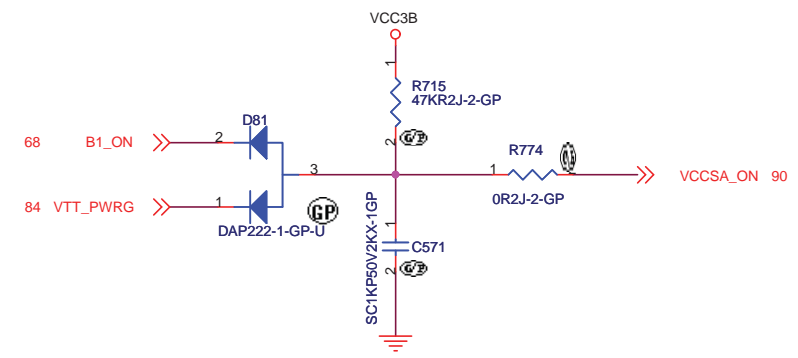 VCC3B
1
R715
47KR2J-2-GP
2
G/P
D81
68 B1_ON 2
3
84 VTT_PWRG 1
GP
DAP222-1-GP-U
R774
1
0R2J-2-GP
VCCSA_ON 90
1
C571
2
G/P
SC1KP50V2KX-1GP